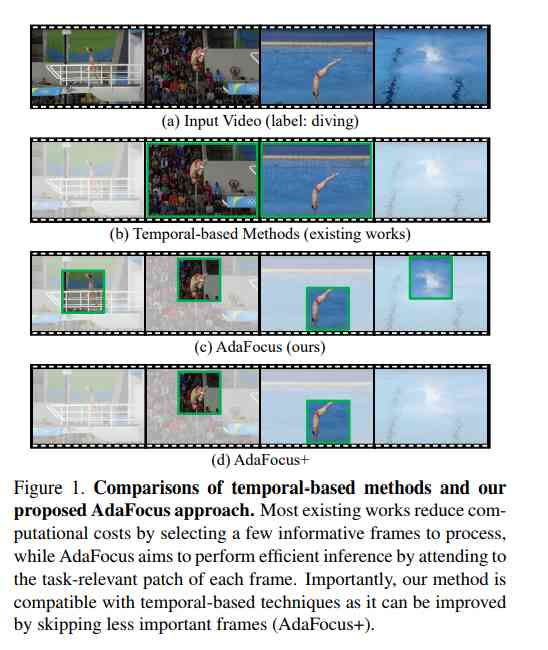 (a) Input Video (label: diving)
(b) Temporal-based Methods (existing works)
(c) AdaFocus (ours)
(d) AdaFocus+
Figure 1. Comparisons of temporal-based methods and our
proposed AdaFocus approach. Most existing works reduce com-
putational costs by selecting a few informative frames to process,
while AdaFocus aims to perform efficient inference by attending to
the task-relevant patch of each frame. Importantly, our method is
compatible with temporal-based techniques as it can be improved
by skipping less important frames (AdaFocus+).